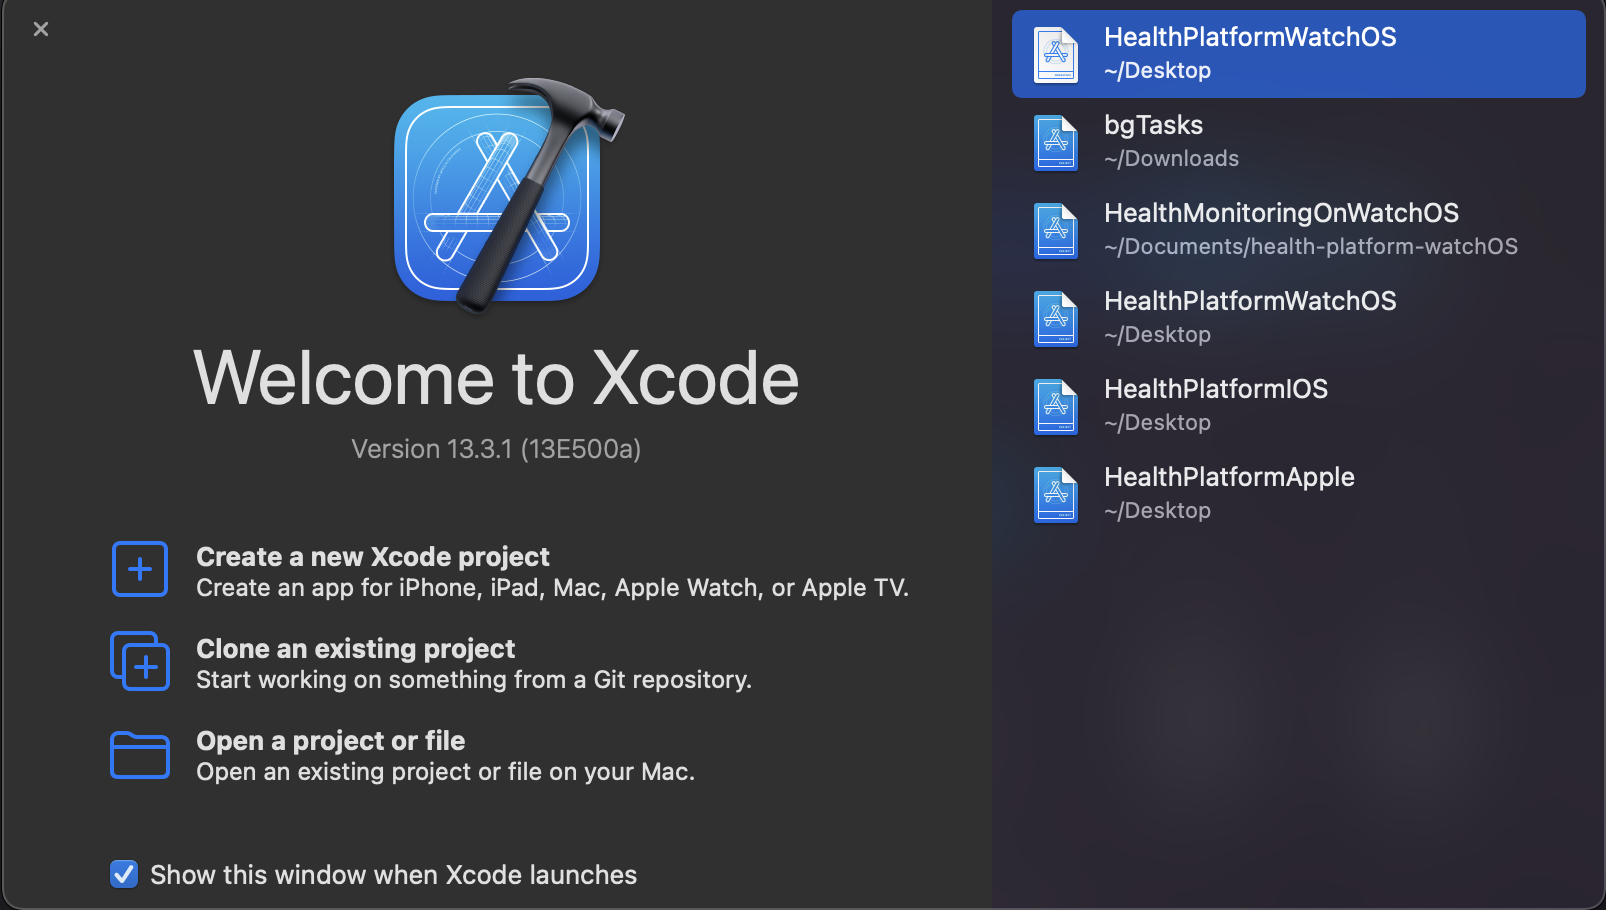 Welcome to Xcode
Version 13.3.1 (13E500a)
Create a new Xcode project
Create an app for iPhone, iPad, Mac, Apple Watch, or Apple TV.
Clone an existing project
Start working on something from a Git repository.
Open a project or file
Open an existing project or file on your Mac.
Show this window when Xcode launches
HealthPlatformWatchOS
~/Desktop
bgTasks
~/Downloads
HealthMonitoringOnWatchOS
~/Documents/health-platform-watchOS
HealthPlatformWatchOS
~/Desktop
HealthPlatformIOS
~/Desktop
HealthPlatformApple
~/Desktop